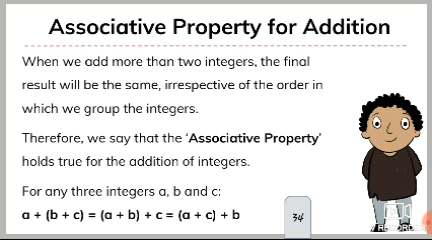 Associative Property for Addition
When we add more than two integers, the final
result will be the same, irrespective of the order in
which we group the integers.
Therefore, we say that the 'Associative Property'
holds true for the addition of integers.
For any three integers a, b and c:
a + (b + c) = (a + b) + c = (a + c) + b
34